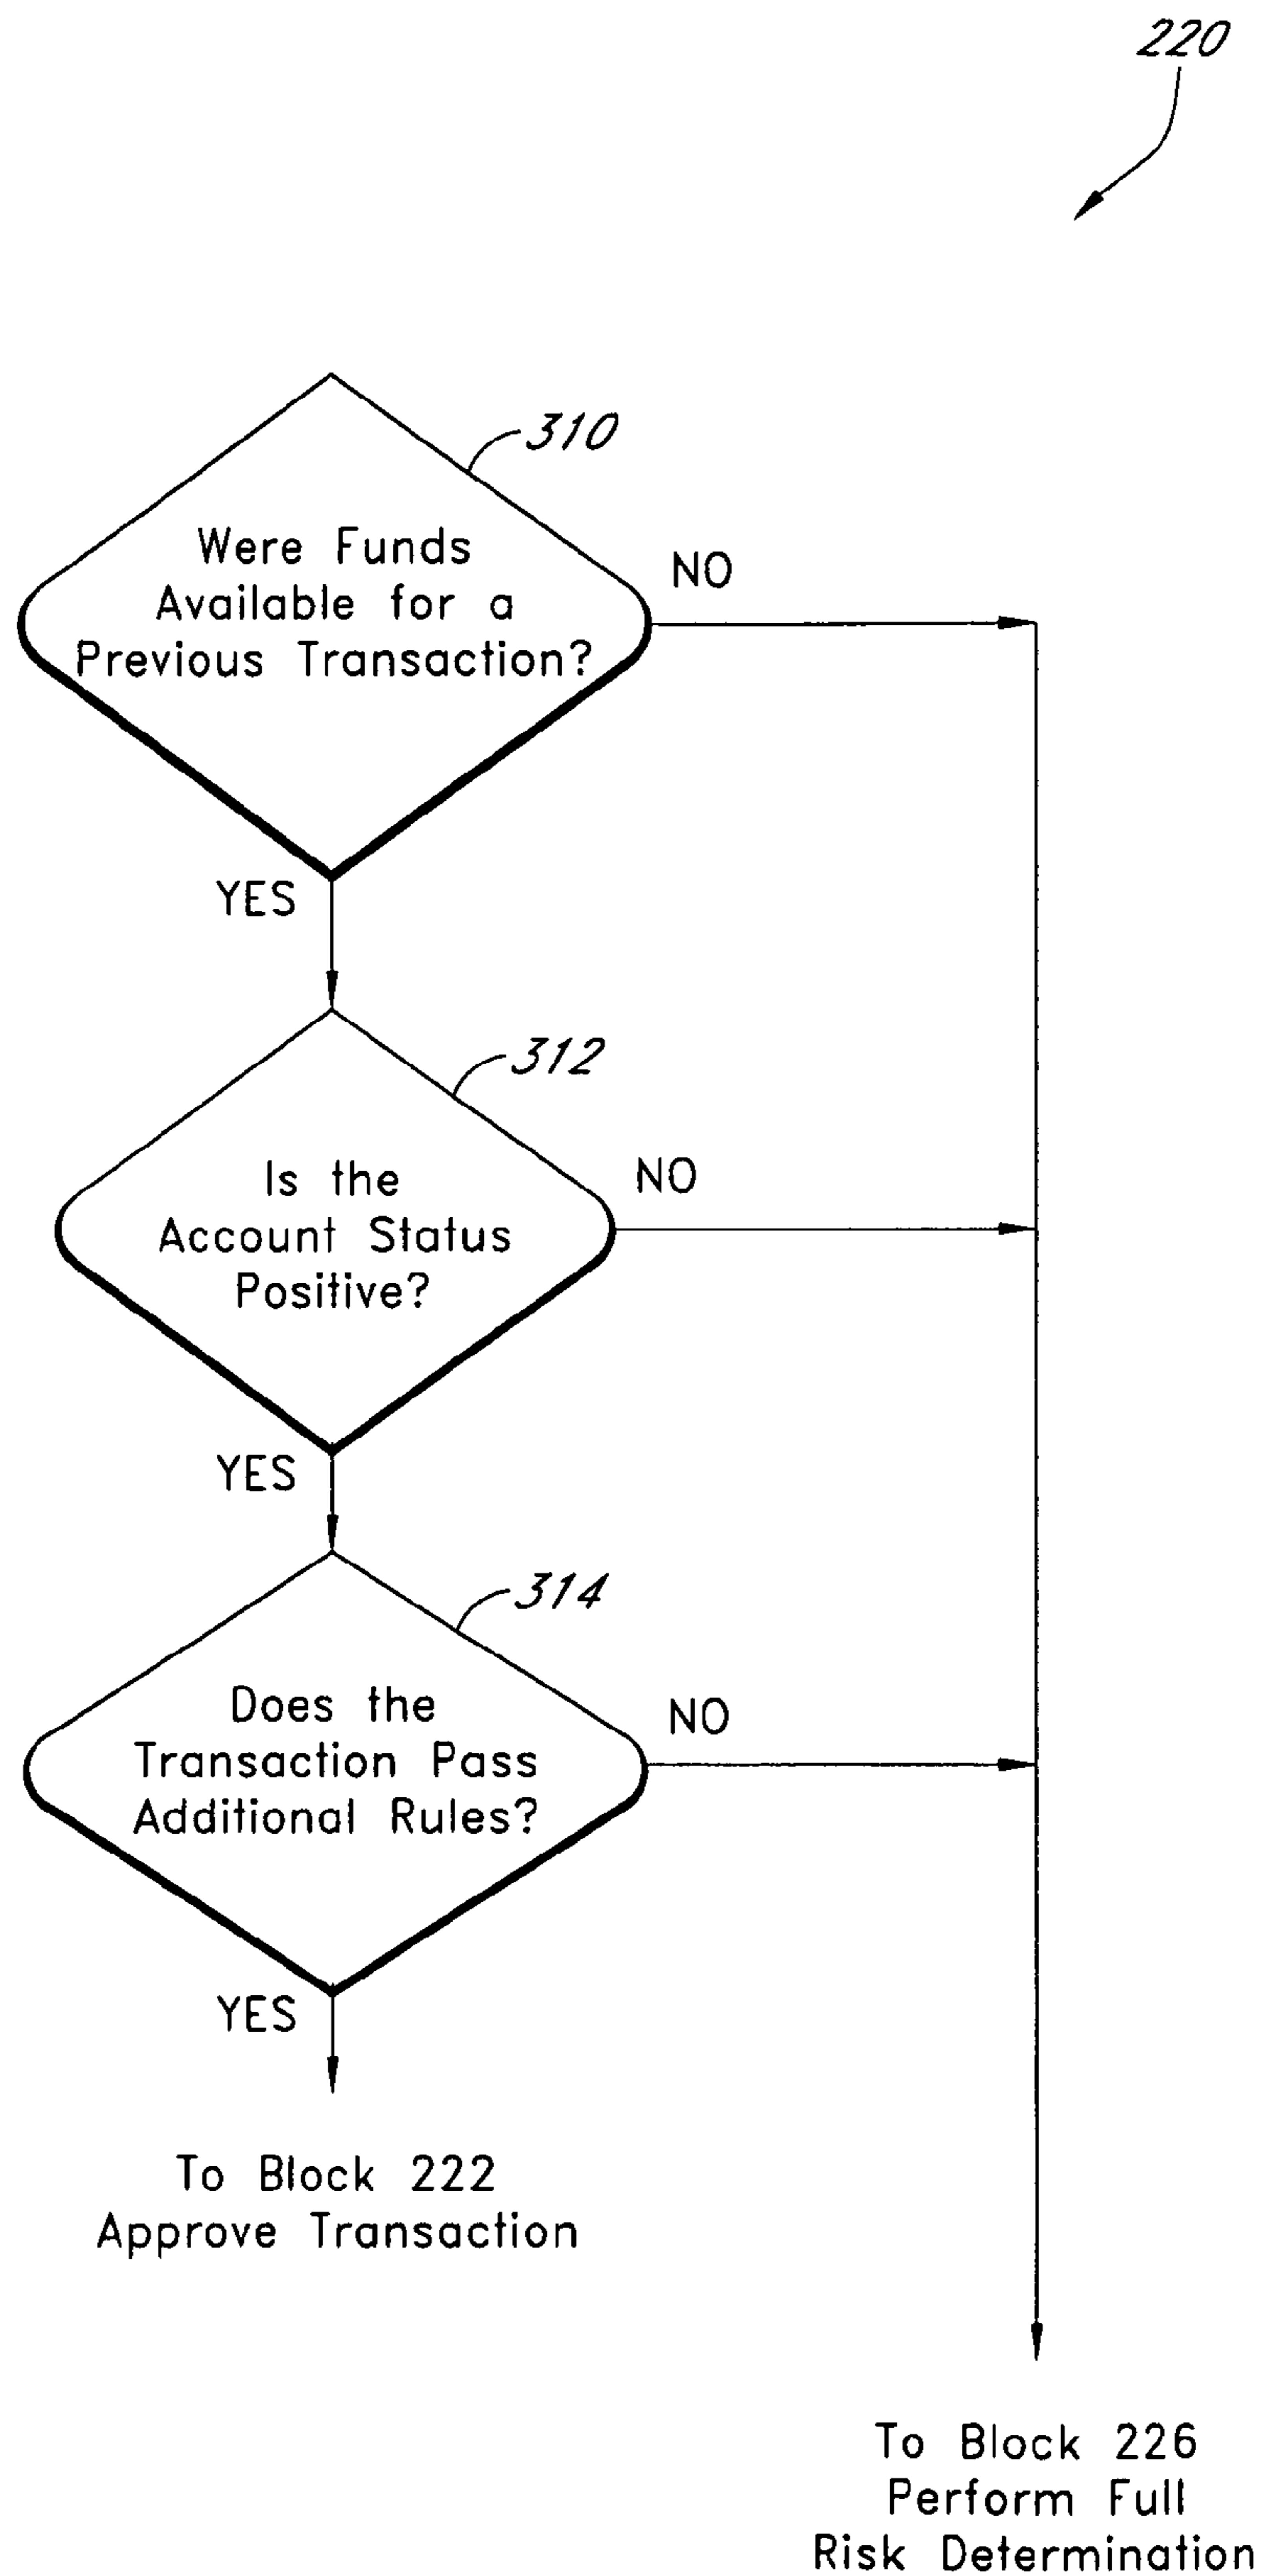 220
310
Were Funds
Available for a
Previous Transaction?
NO
YES
312
Is the
Account Status
Positive?
NO
YES
314
Does the
Transaction Pass
Additional Rules?
NO
YES
To Block 222
Approve Transaction
To Block 226
Perform Full
Risk Determination